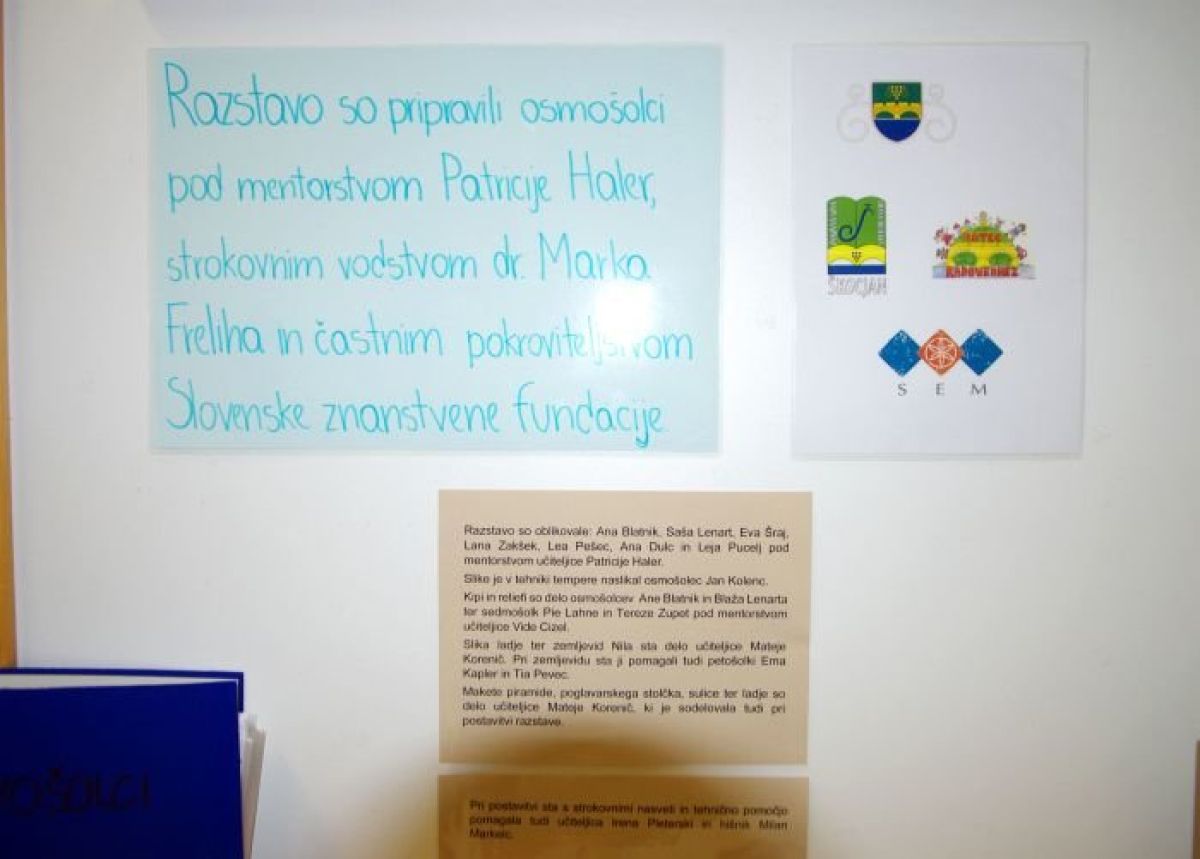 Razstavo so pripravili osmošolci
pod mentorstvom Patricije Haler,
strokovnim vodstvom dr. Marka
Freliha in častnim pokroviteljstvom
Slovenske znanstvene fundacije.
ŠKOCJAN
RADOVEDNEŽ
S E M
Razstavo so oblikovale: Ana Blatnik, Saša Lenart, Eva Šraj,
Lana Zakšek, Lea Pešec, Ana Dulc in Leja Pucelj pod
mentorstvom učiteljice Patricije Haler.
Slike je v tehniki tempere naslikal osmošolec Jan Kolenc.
Kipi in reliefi so delo osmošolcev Ane Blatnik in Blaža Lenarta
ter sedmošolk Pie Lahne in Tereze Zupet pod mentorstvom
učiteljice Vide Cizel.
Slika ladje ter zemljevid Nila sta delo učiteljice Mateje
Korenič. Pri zemljevidu sta ji pomagali tudi petošolki Ema
Kapler in Tia Pevec.
Makete piramide, poglavarskega stolčka, sulice ter ladje so
delo učiteljice Mateje Korenič, ki je sodelovala tudi pri
postavitvi razstave.
Pri postavitvi sta s strokovnimi nasveti in tehnično pomočjo
pomagala tudi učiteljica Irena Pleterski in hišnik Milan
Markelc.
OŠOLCI